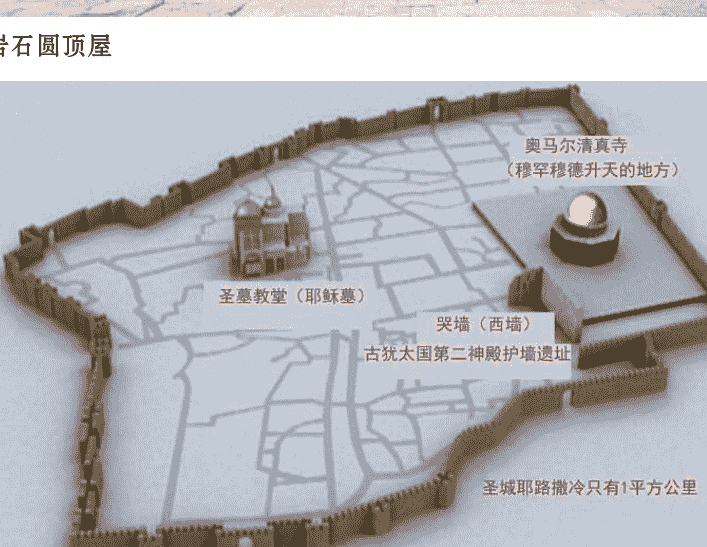 岩石圆顶屋
奥马尔清真寺
（穆罕穆德升天的地方）
圣墓教堂（耶稣墓）
哭墙（西墙）
古犹太国第二神殿护墙遗址
圣城耶路撒冷只有1平方公里